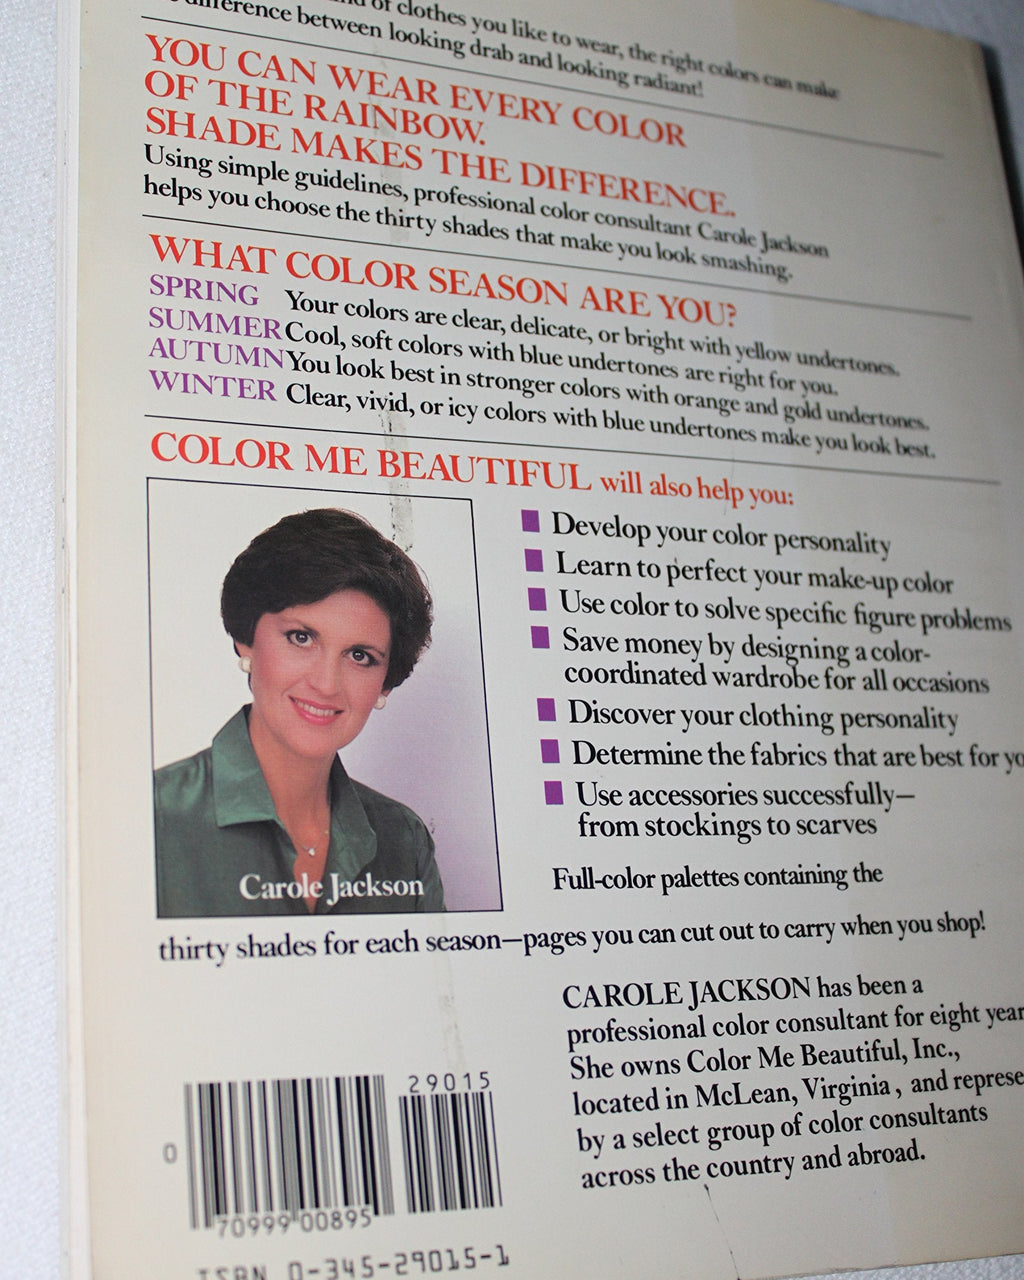 of clothes you like to wear, the right colors can make
difference between looking drab and looking radiant!
YOU CAN WEAR EVERY COLOR
OF THE RAINBOW.
SHADE MAKES THE DIFFERENCE.
Using simple guidelines, professional color consultant Carole Jackson
helps you choose the thirty shades that make you look smashing.
WHAT COLOR SEASON ARE YOU?
SPRING Your colors are clear, delicate, or bright with yellow undertones.
SUMMER Cool, soft colors with blue undertones are right for you.
AUTUMN You look best in stronger colors with orange and gold undertones.
WINTER Clear, vivid, or icy colors with blue undertones make you look best.
COLOR ME BEAUTIFUL will also help you:
■ Develop your color personality
■ Learn to perfect your make-up color
■ Use color to solve specific figure problems
■ Save money by designing a color-
coordinated wardrobe for all occasions
■ Discover your clothing personality
■ Determine the fabrics that are best for yo
■ Use accessories successfully—
from stockings to scarves
Carole Jackson
Full-color palettes containing the
thirty shades for each season—pages you can cut out to carry when you shop!
CAROLE JACKSON has been a
professional color consultant for eight year
She owns Color Me Beautiful, Inc.,
located in McLean, Virginia, and represe
by a select group of color consultants
across the country and abroad.
29015
0
70999 00895
ISBN 0-345-29015-1